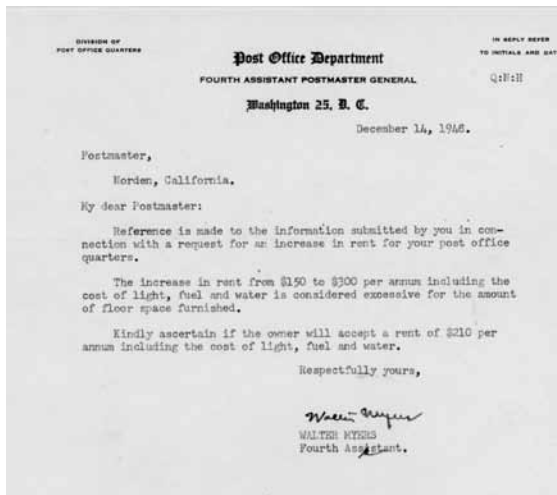 DIVISION OF
POST OFFICE QUARTERS
IN REPLY REFER
TO INITIALS AND DAT
Post Office Department
FOURTH ASSISTANT POSTMASTER GENERAL
Q:N:H
Washington 25, D. C.
December 14, 1948.
Postmaster,
Norden, California.
My dear Postmaster:
Reference is made to the information submitted by you in con-
nection with a request for an increase in rent for your post office
quarters.
The increase in rent from $150 to $300 per annum including the
cost of light, fuel and water is considered excessive for the amount
of floor space furnished.
Kindly ascertain if the owner will accept a rent of $210 per
annum including the cost of light, fuel and water.
Respectfully yours,
Walter Myers
WALTER MYERS
Fourth Assistant.